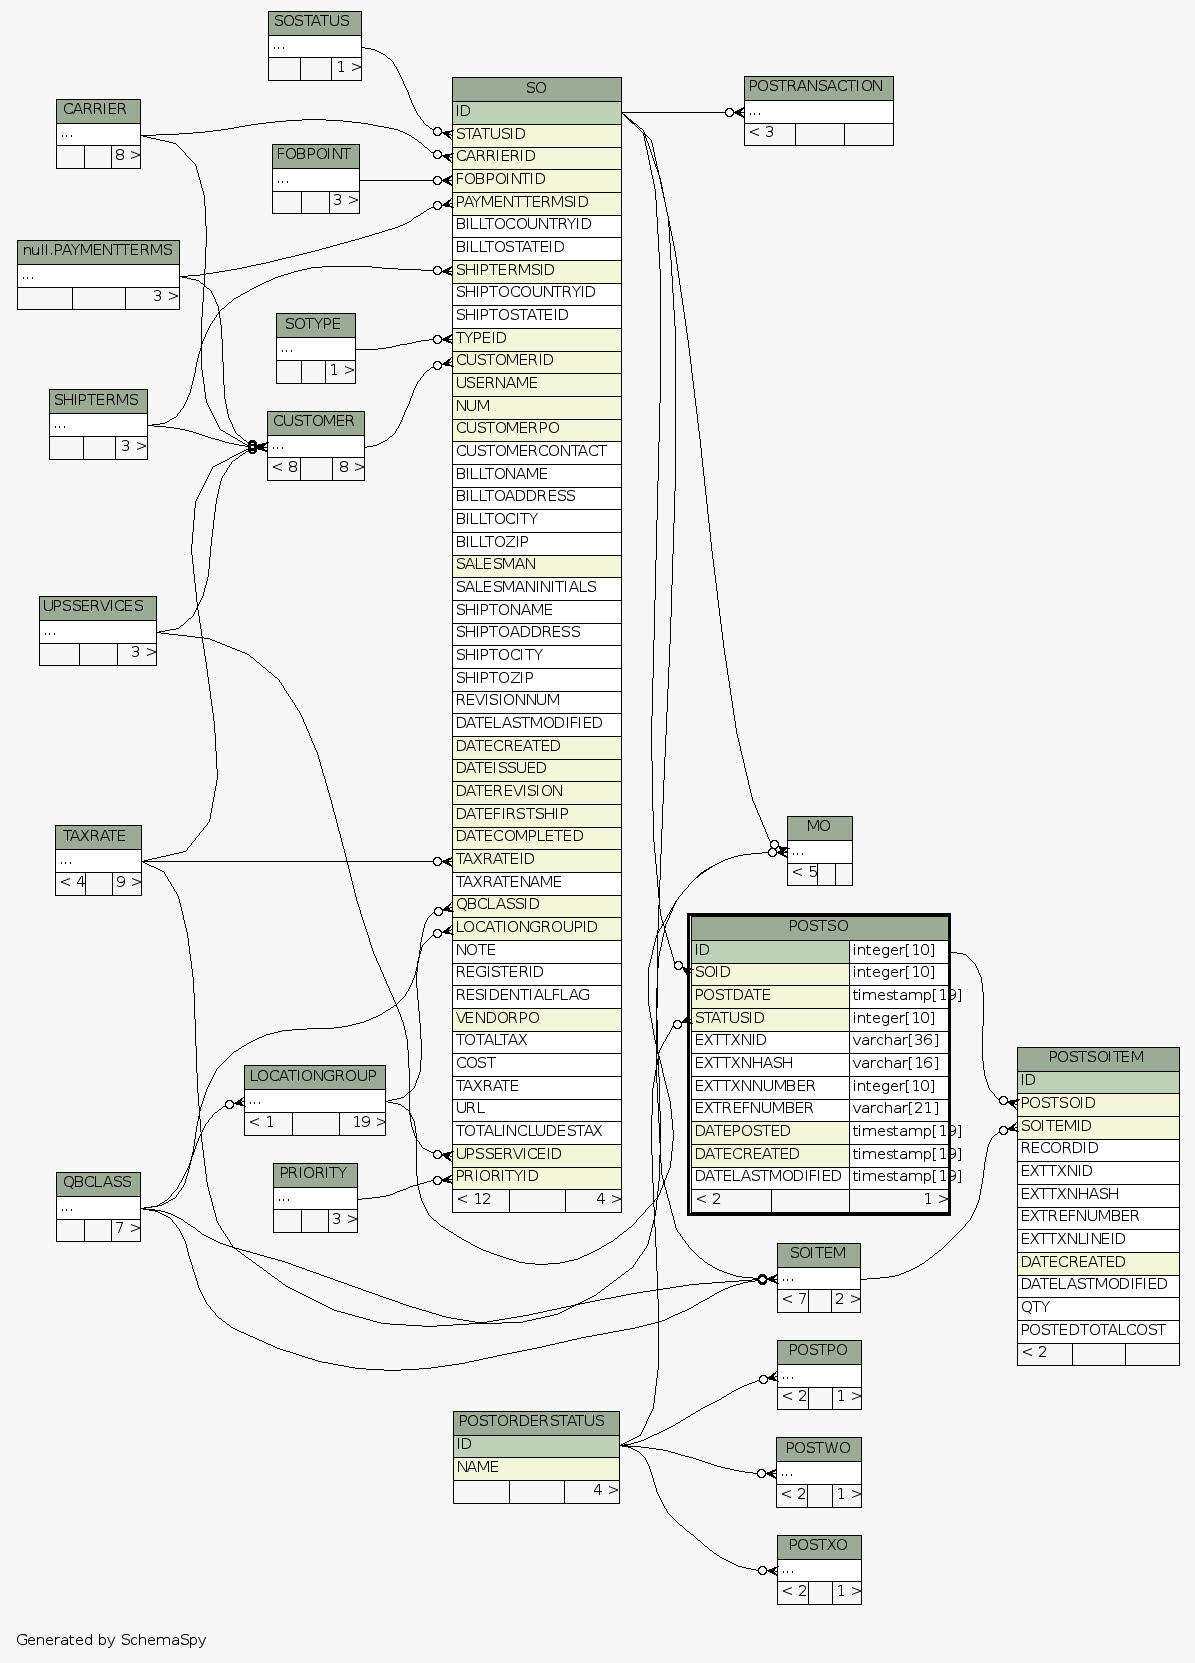 SOSTATUS
...
1 >
CARRIER
...
8 >
FOBPOINT
...
3 >
null.PAYMENTTERMS
...
3 >
SOTYPE
...
1 >
SHIPTERMS
...
3 >
CUSTOMER
...
< 8 8 >
UPSSERVICES
...
3 >
TAXRATE
...
< 4 9 >
LOCATIONGROUP
...
< 1 19 >
PRIORITY
...
3 >
QBCLASS
...
7 >
SO
ID
STATUSID
CARRIERID
FOBPOINTID
PAYMENTTERMSID
BILLTOCOUNTRYID
BILLTOSTATEID
SHIPTERMSID
SHIPTOCOUNTRYID
SHIPTOSTATEID
TYPEID
CUSTOMERID
USERNAME
NUM
CUSTOMERPO
CUSTOMERCONTACT
BILLTONAME
BILLTOADDRESS
BILLTOCITY
BILLTOZIP
SALESMAN
SALESMANINITIALS
SHIPTONAME
SHIPTOADDRESS
SHIPTOCITY
SHIPTOZIP
REVISIONNUM
DATELASTMODIFIED
DATECREATED
DATEISSUED
DATEREVISION
DATEFIRSTSHIP
DATECOMPLETED
TAXRATEID
TAXRATENAME
QBCLASSID
LOCATIONGROUPID
NOTE
REGISTERID
RESIDENTIALFLAG
VENDORPO
TOTALTAX
COST
TAXRATE
URL
TOTALINCLUDESTAX
UPSSERVICEID
PRIORITYID
< 12 4 >
POSTRANSACTION
...
< 3
MO
...
< 5
POSTSO
ID integer[10]
SOID integer[10]
POSTDATE timestamp[19]
STATUSID integer[10]
EXTTXNID varchar[36]
EXTTXNHASH varchar[16]
EXTTXNNUMBER integer[10]
EXTREFNUMBER varchar[21]
DATEPOSTED timestamp[19]
DATECREATED timestamp[19]
DATELASTMODIFIED timestamp[19]
< 2 1 >
POSTSOITEM
ID
POSTSOID
SOITEMID
RECORDID
EXTTXNID
EXTTXNHASH
EXTREFNUMBER
EXTTXNLINEID
DATECREATED
DATELASTMODIFIED
QTY
POSTEDTOTALCOST
< 2
SOITEM
...
< 7 2 >
POSTPO
...
< 2 1 >
POSTORDERSTATUS
ID
NAME
4 >
POSTWO
...
< 2 1 >
POSTXO
...
< 2 1 >
Generated by SchemaSpy